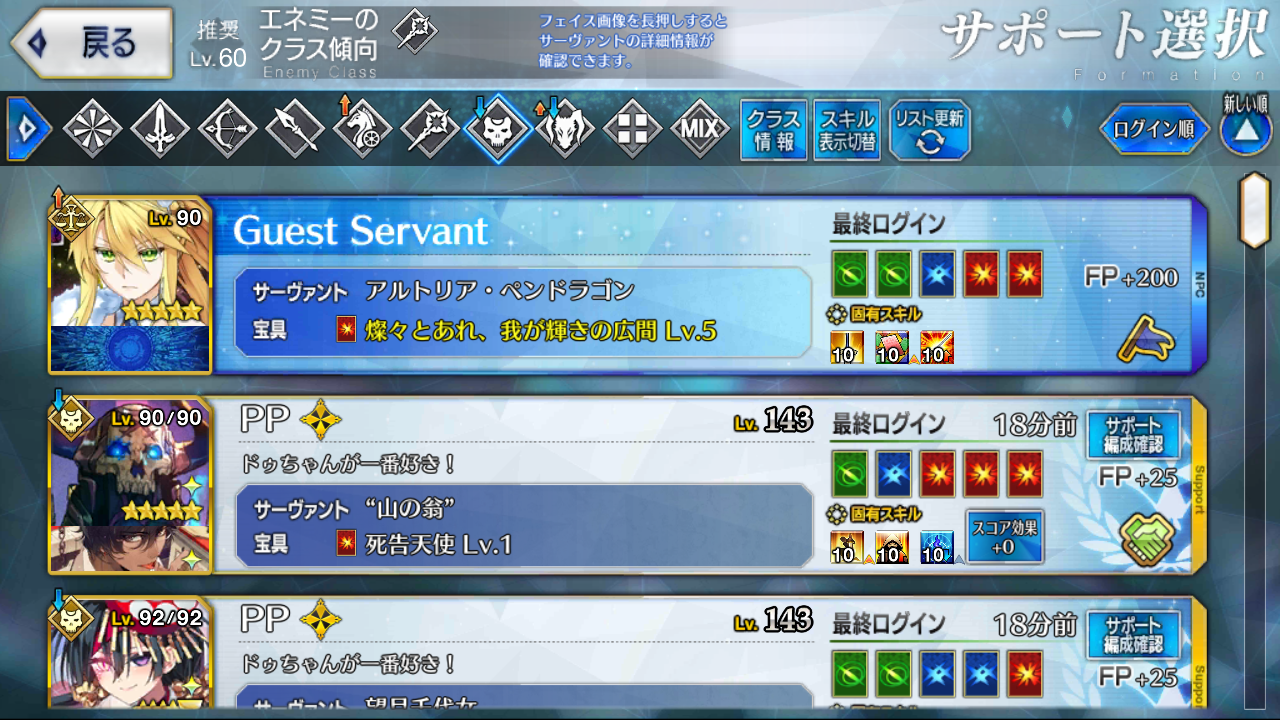 戻る
推奨
Lv.60
エネミーの
クラス傾向
Enemy Class
フェイス画像を長押しすると
サーヴァントの詳細情報が
確認できます。
サポート選択
Formation
MIX
クラス
情報
スキル
表示切替
リスト更新
ログイン順
新しい順
Lv.90
Guest Servant
サーヴァント アルトリア・ペンドラゴン
宝具 燦々とあれ、我が輝きの広間 Lv.5
最終ログイン
固有スキル
10 10 10
FP+200
NPC
Lv.90/90
PP
Lv.143
ドゥちゃんが一番好き！
サーヴァント “山の翁”
宝具 死告天使 Lv.1
最終ログイン 18分前
固有スキル
10 10 10
スコア効果
+0
サポート
編成確認
FP+25
Support
Lv.92/92
PP
Lv.143
ドゥちゃんが一番好き！
サーヴァント 望月千代女
最終ログイン 18分前
サポート
編成確認
FP+25
Support